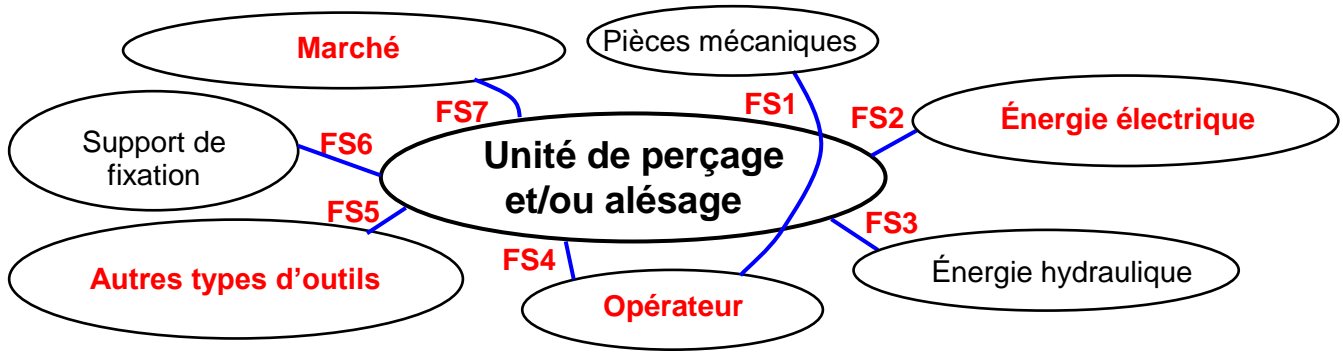 Marché
Pièces mécaniques
FS7
FS1
FS2
Énergie électrique
Support de
fixation
FS6
Unité de perçage
et/ou alésage
FS5
FS3
Autres types d'outils
FS4
Énergie hydraulique
Opérateur